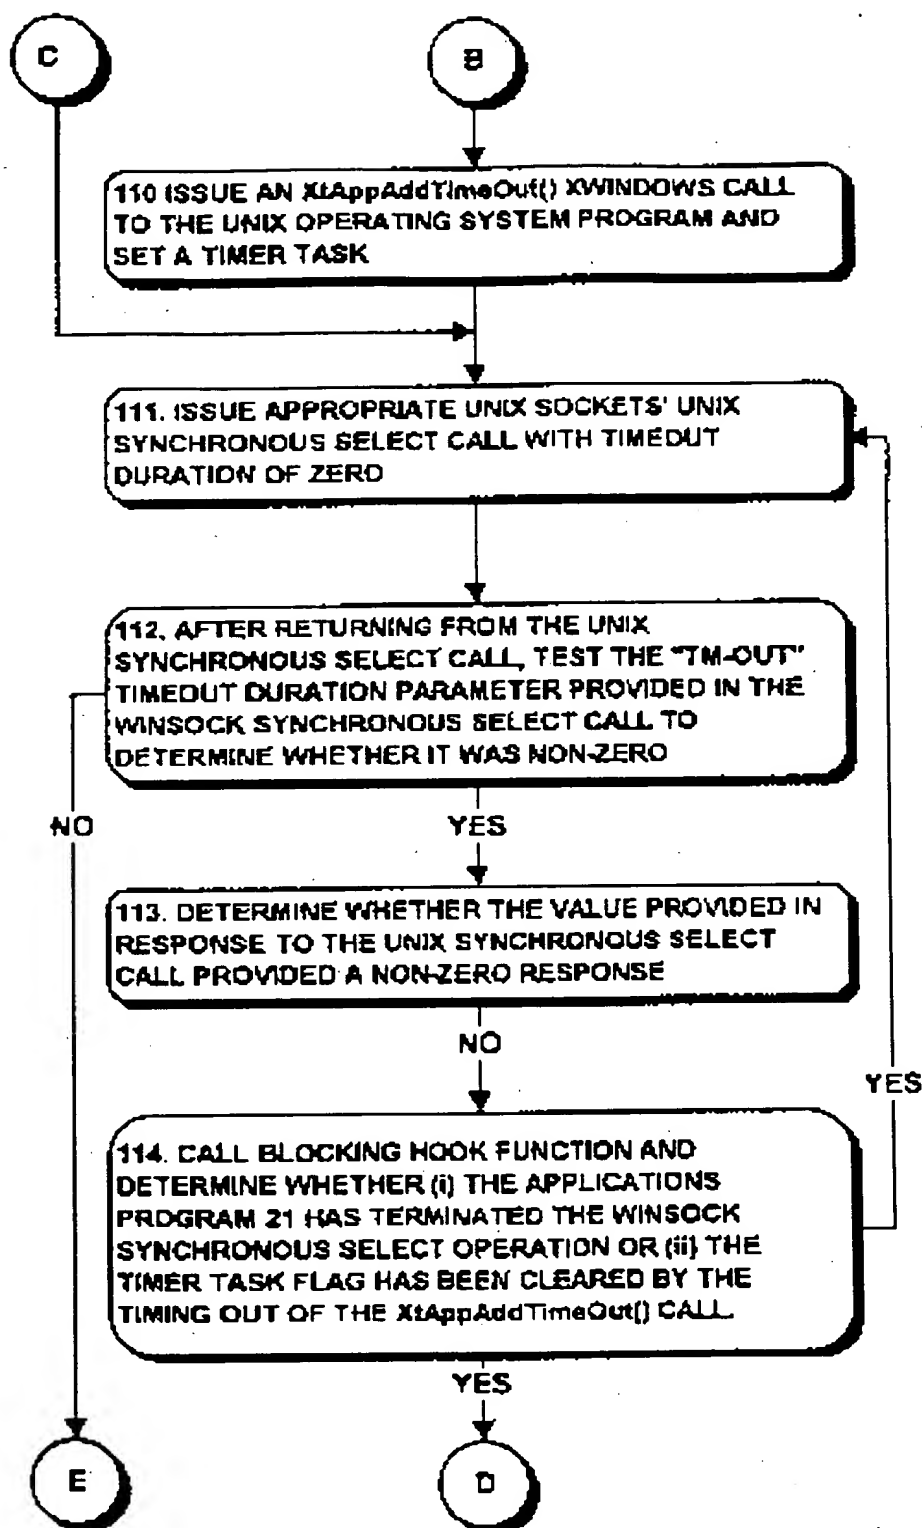 C
B
110 ISSUE AN XtAppAddTimeOut() XWINDOWS CALL
TO THE UNIX OPERATING SYSTEM PROGRAM AND
SET A TIMER TASK
111. ISSUE APPROPRIATE UNIX SOCKETS' UNIX
SYNCHRONOUS SELECT CALL WITH TIMEOUT
DURATION OF ZERO
112. AFTER RETURNING FROM THE UNIX
SYNCHRONOUS SELECT CALL, TEST THE "TM-OUT"
TIMEOUT DURATION PARAMETER PROVIDED IN THE
WINSOCK SYNCHRONOUS SELECT CALL TO
DETERMINE WHETHER IT WAS NON-ZERO
NO
YES
113. DETERMINE WHETHER THE VALUE PROVIDED IN
RESPONSE TO THE UNIX SYNCHRONOUS SELECT
CALL PROVIDED A NON-ZERO RESPONSE
NO
YES
114. CALL BLOCKING HOOK FUNCTION AND
DETERMINE WHETHER (i) THE APPLICATIONS
PROGRAM 21 HAS TERMINATED THE WINSOCK
SYNCHRONOUS SELECT OPERATION OR (ii) THE
TIMER TASK FLAG HAS BEEN CLEARED BY THE
TIMING OUT OF THE XtAppAddTimeOut() CALL
YES
E
D